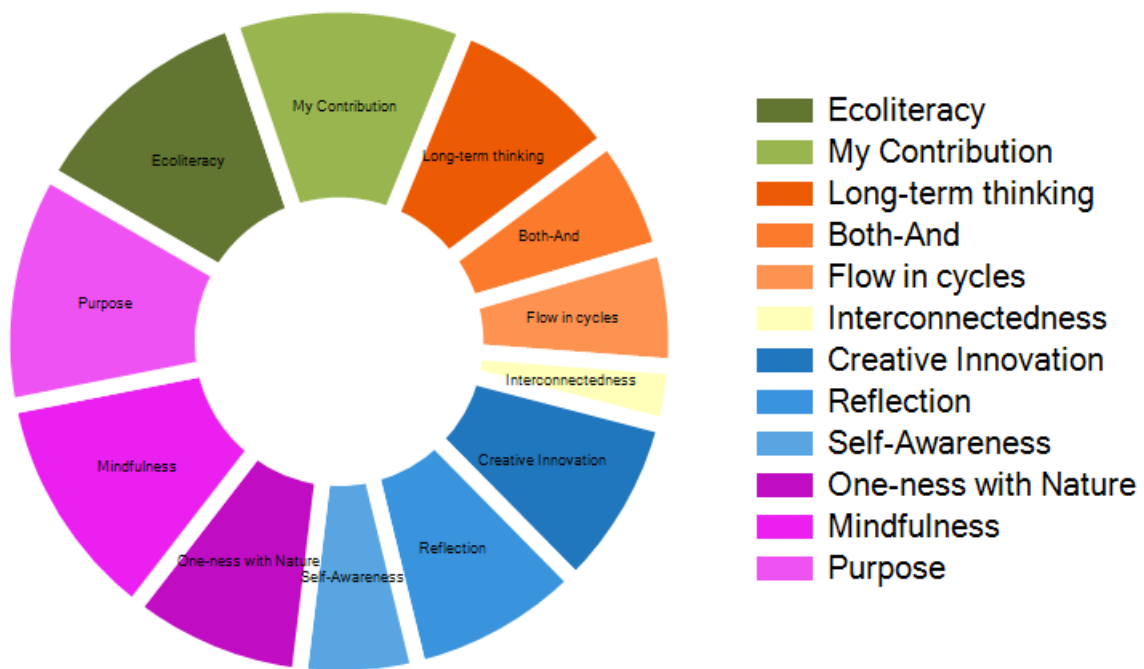 My Contribution
Long-term thinking
Ecoliteracy
Both-And
Purpose
Flow in cycles
Interconnectedness
Mindfulness
Creative Innovation
Reflection
One-ness with Nature
Self-Awareness
Ecoliteracy
My Contribution
Long-term thinking
Both-And
Flow in cycles
Interconnectedness
Creative Innovation
Reflection
Self-Awareness
One-ness with Nature
Mindfulness
Purpose